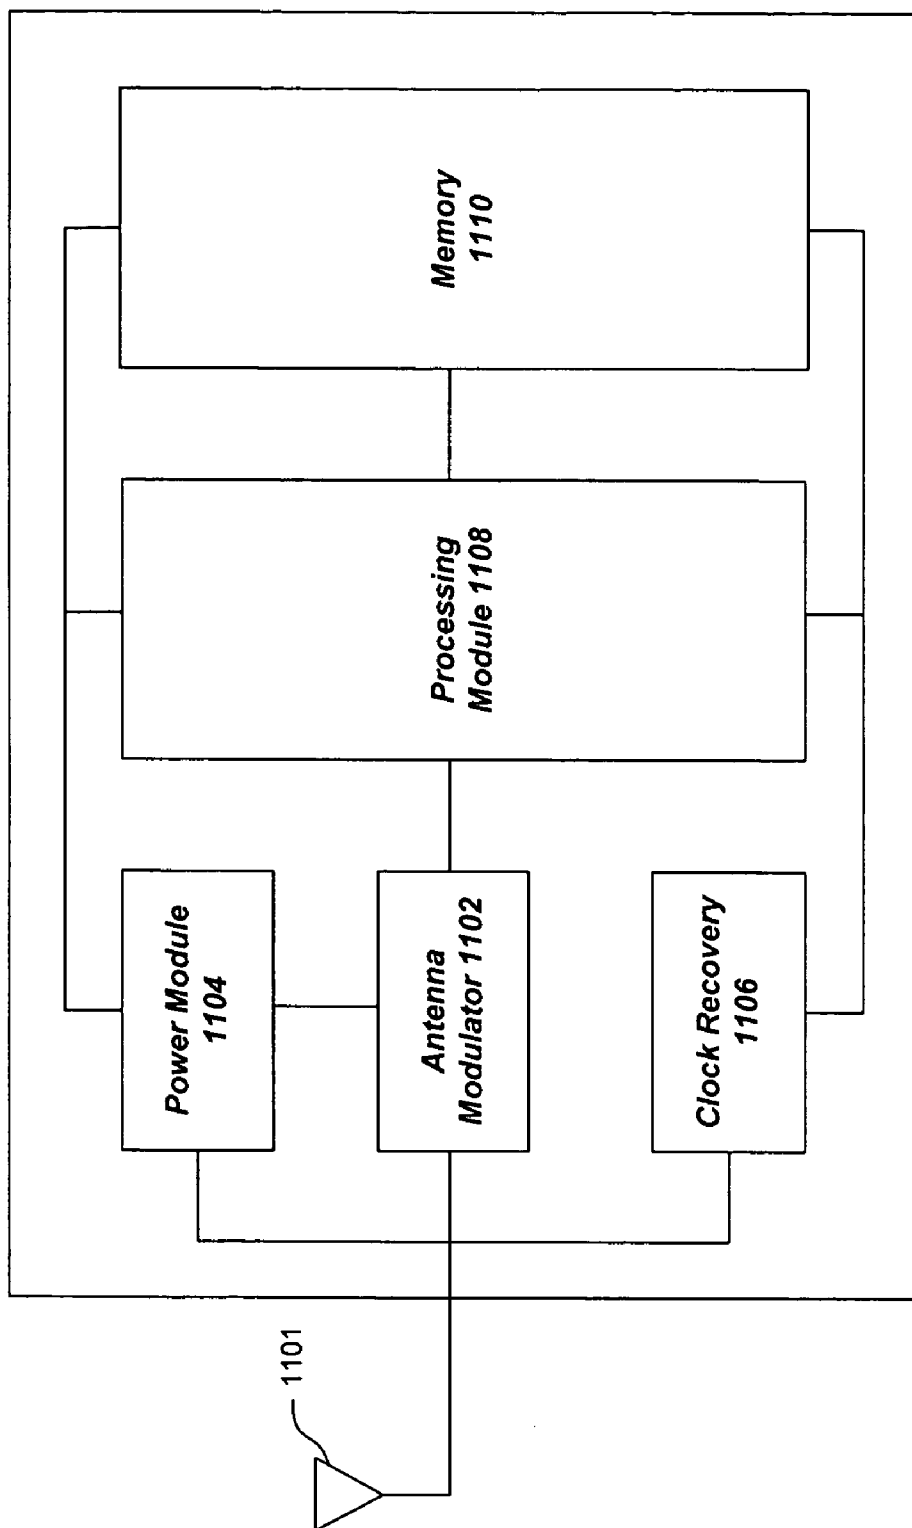 1101
Power Module
1104
Antenna
Modulator 1102
Clock Recovery
1106
Processing
Module 1108
Memory
1110